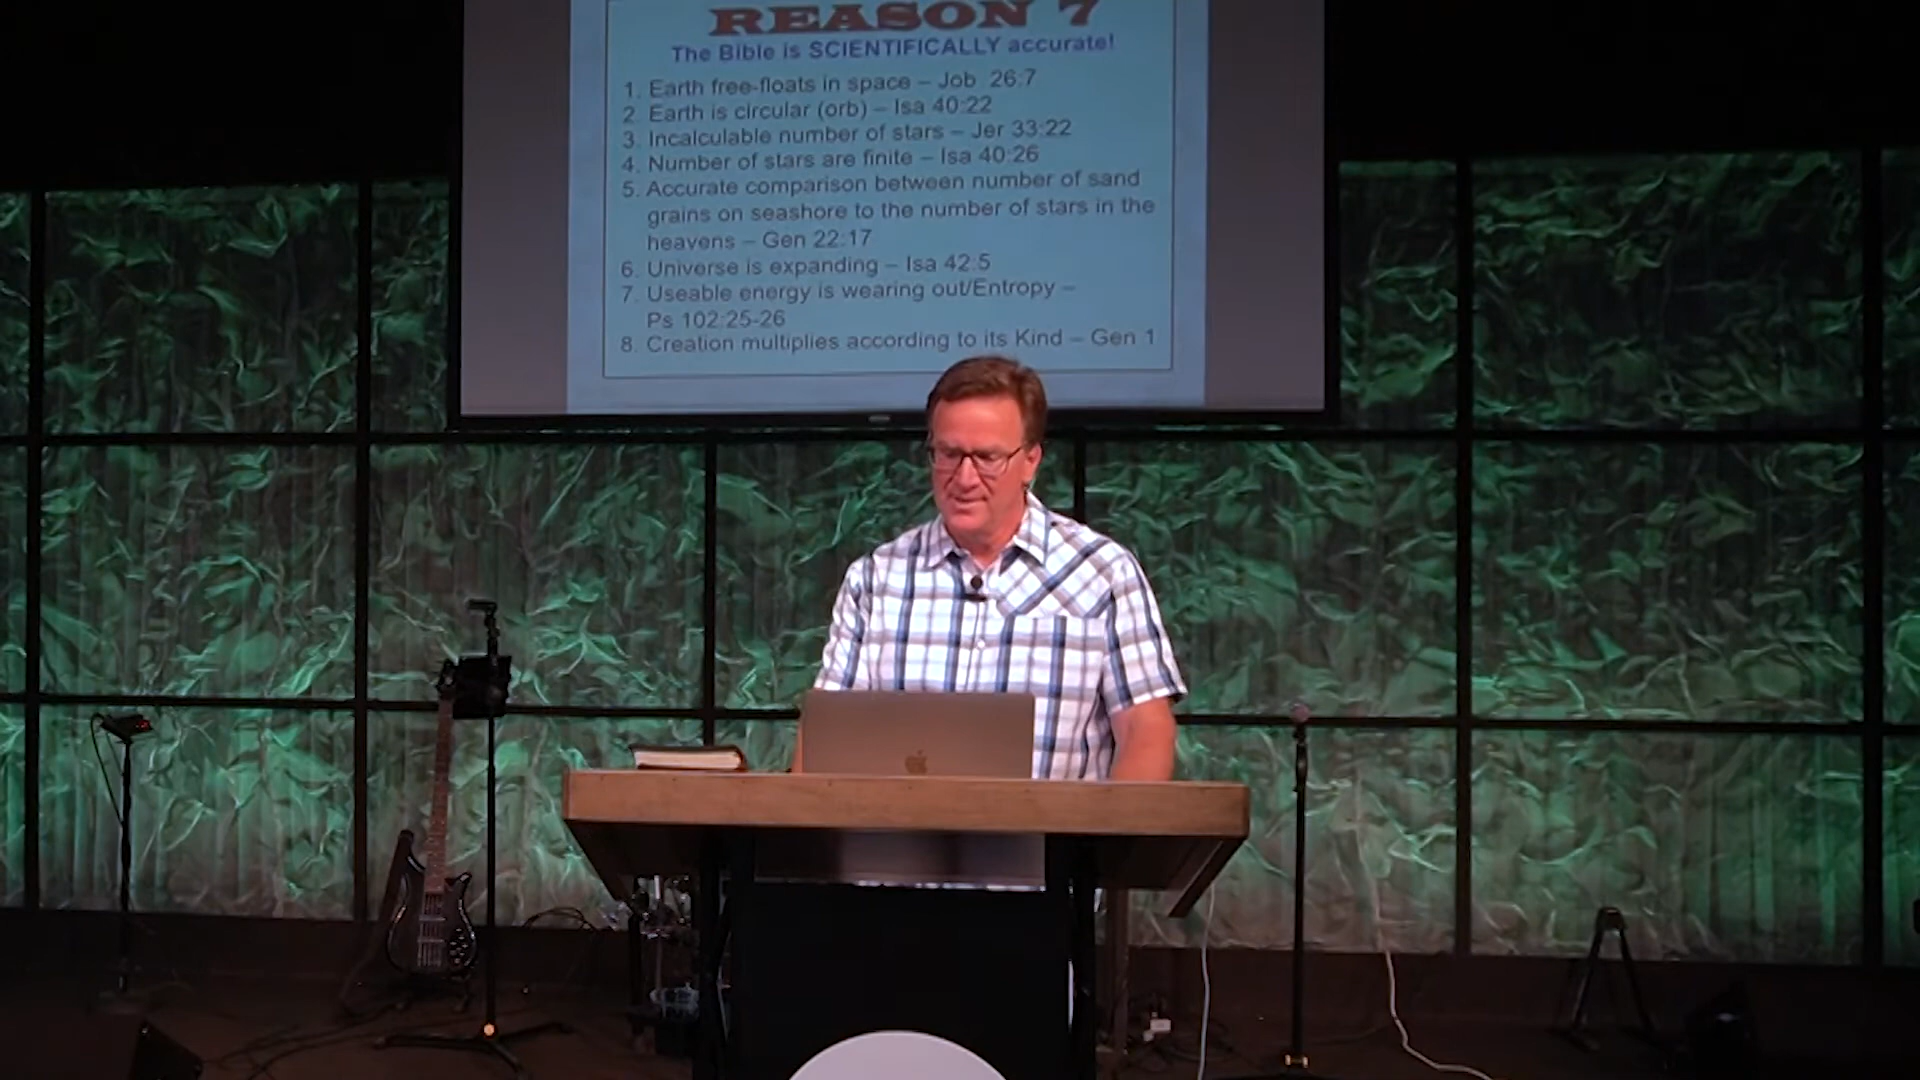 REASON 7
The Bible is SCIENTIFICALLY accurate!
1. Earth free-floats in space – Job 26:7
2. Earth is circular (orb) – Isa 40:22
3. Incalculable number of stars – Jer 33:22
4. Number of stars are finite – Isa 40:26
5. Accurate comparison between number of sand
grains on seashore to the number of stars in the
heavens – Gen 22:17
6. Universe is expanding – Isa 42:5
7. Useable energy is wearing out/Entropy –
Ps 102:25-26
8. Creation multiplies according to its Kind – Gen 1